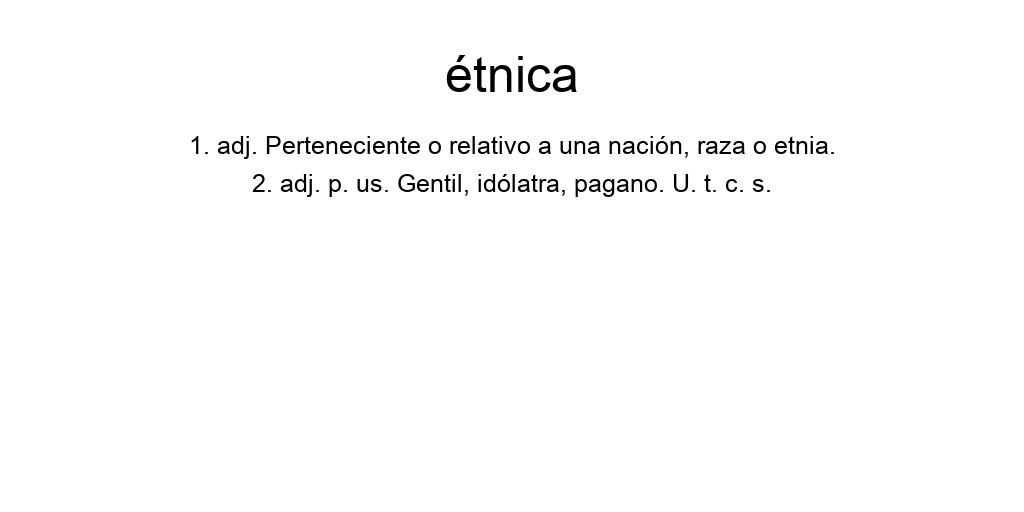 étnica
1. adj. Perteneciente o relativo a una nación, raza o etnia.
2. adj. p. us. Gentil, idólatra, pagano. U. t. c. s.